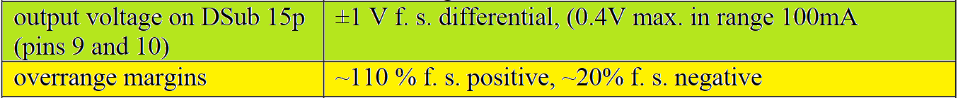 output voltage on DSub 15p ±1 V f. s. differential, (0.4V max. in range 100mA
(pins 9 and 10)
overrange margins ~110 % f. s. positive, ~20% f. s. negative